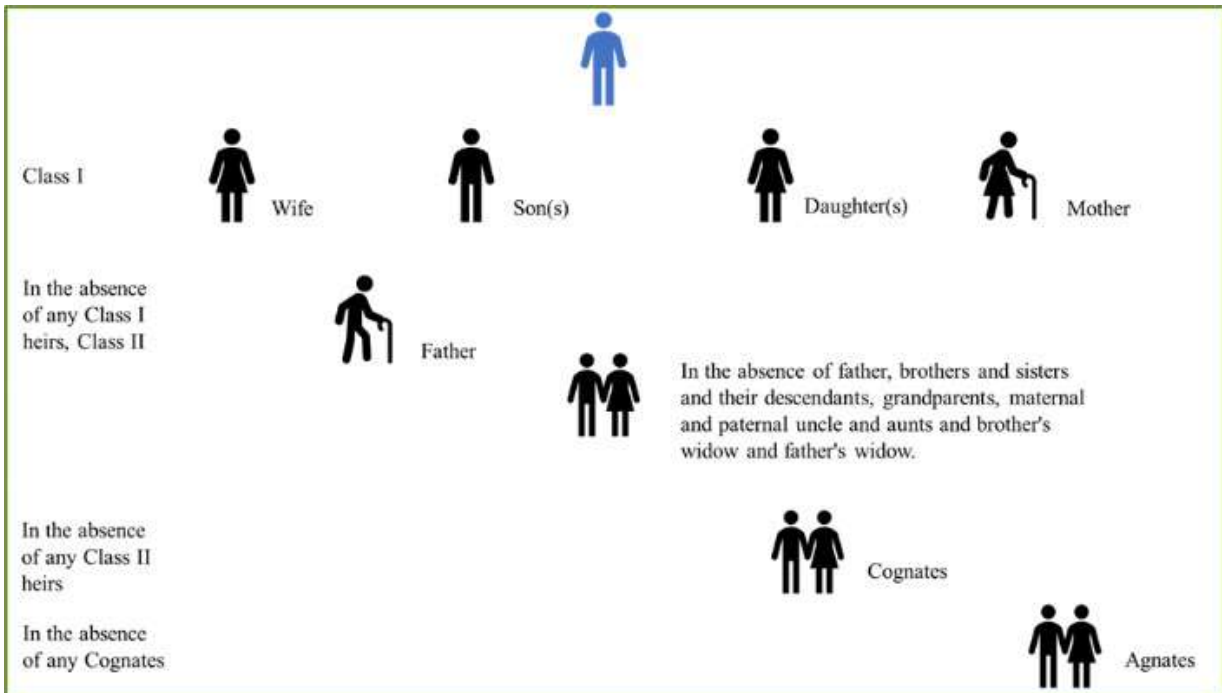 Class I
Wife
Son(s)
Daughter(s)
Mother
In the absence
of any Class I
heirs, Class II
Father
In the absence of father, brothers and sisters
and their descendants, grandparents, maternal
and paternal uncle and aunts and brother's
widow and father's widow.
In the absence
of any Class II
heirs
Cognates
In the absence
of any Cognates
Agnates